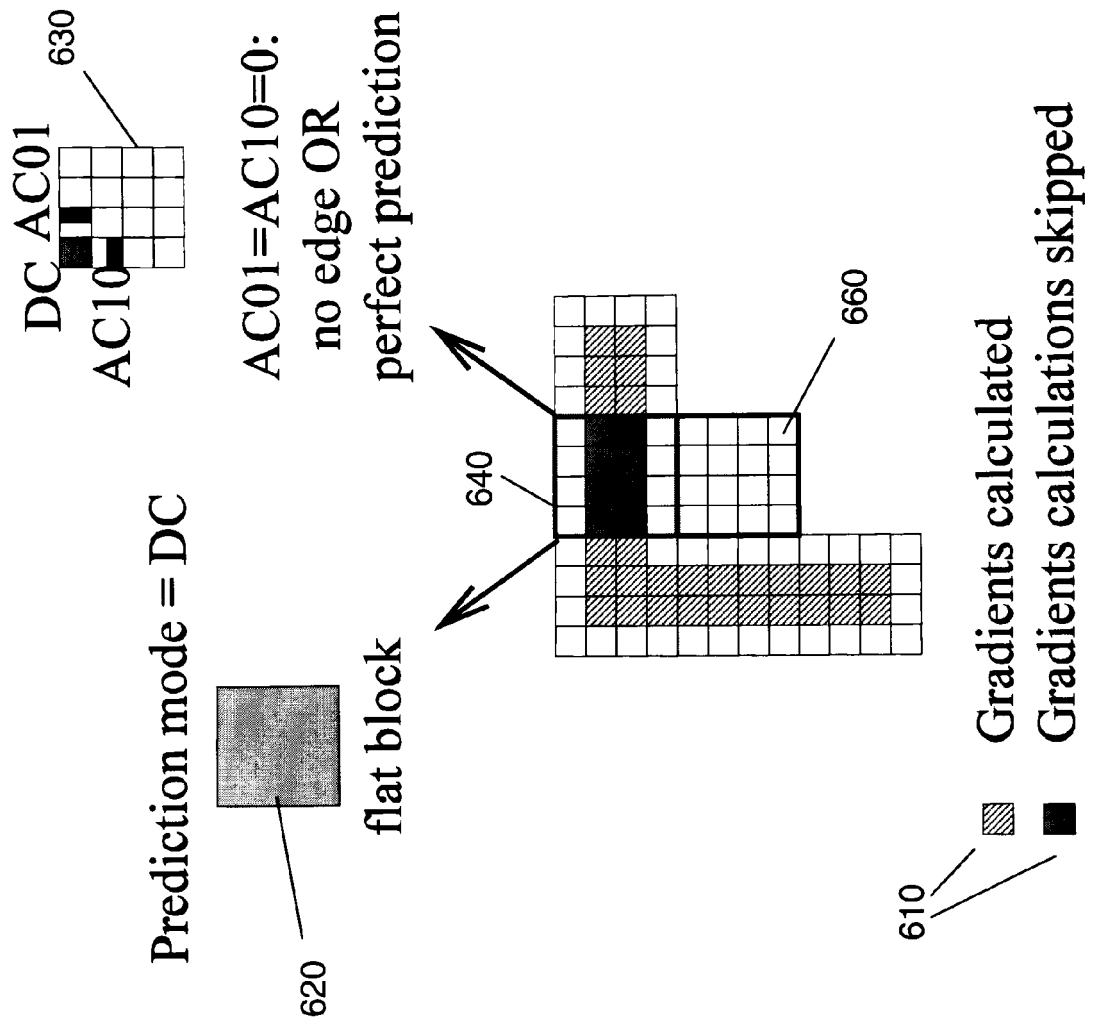 Prediction mode = DC
620
flat block
DC AC01
AC10
630
AC01=AC10=0:
no edge OR
perfect prediction
640
660
610
Gradients calculated
Gradients calculations skipped